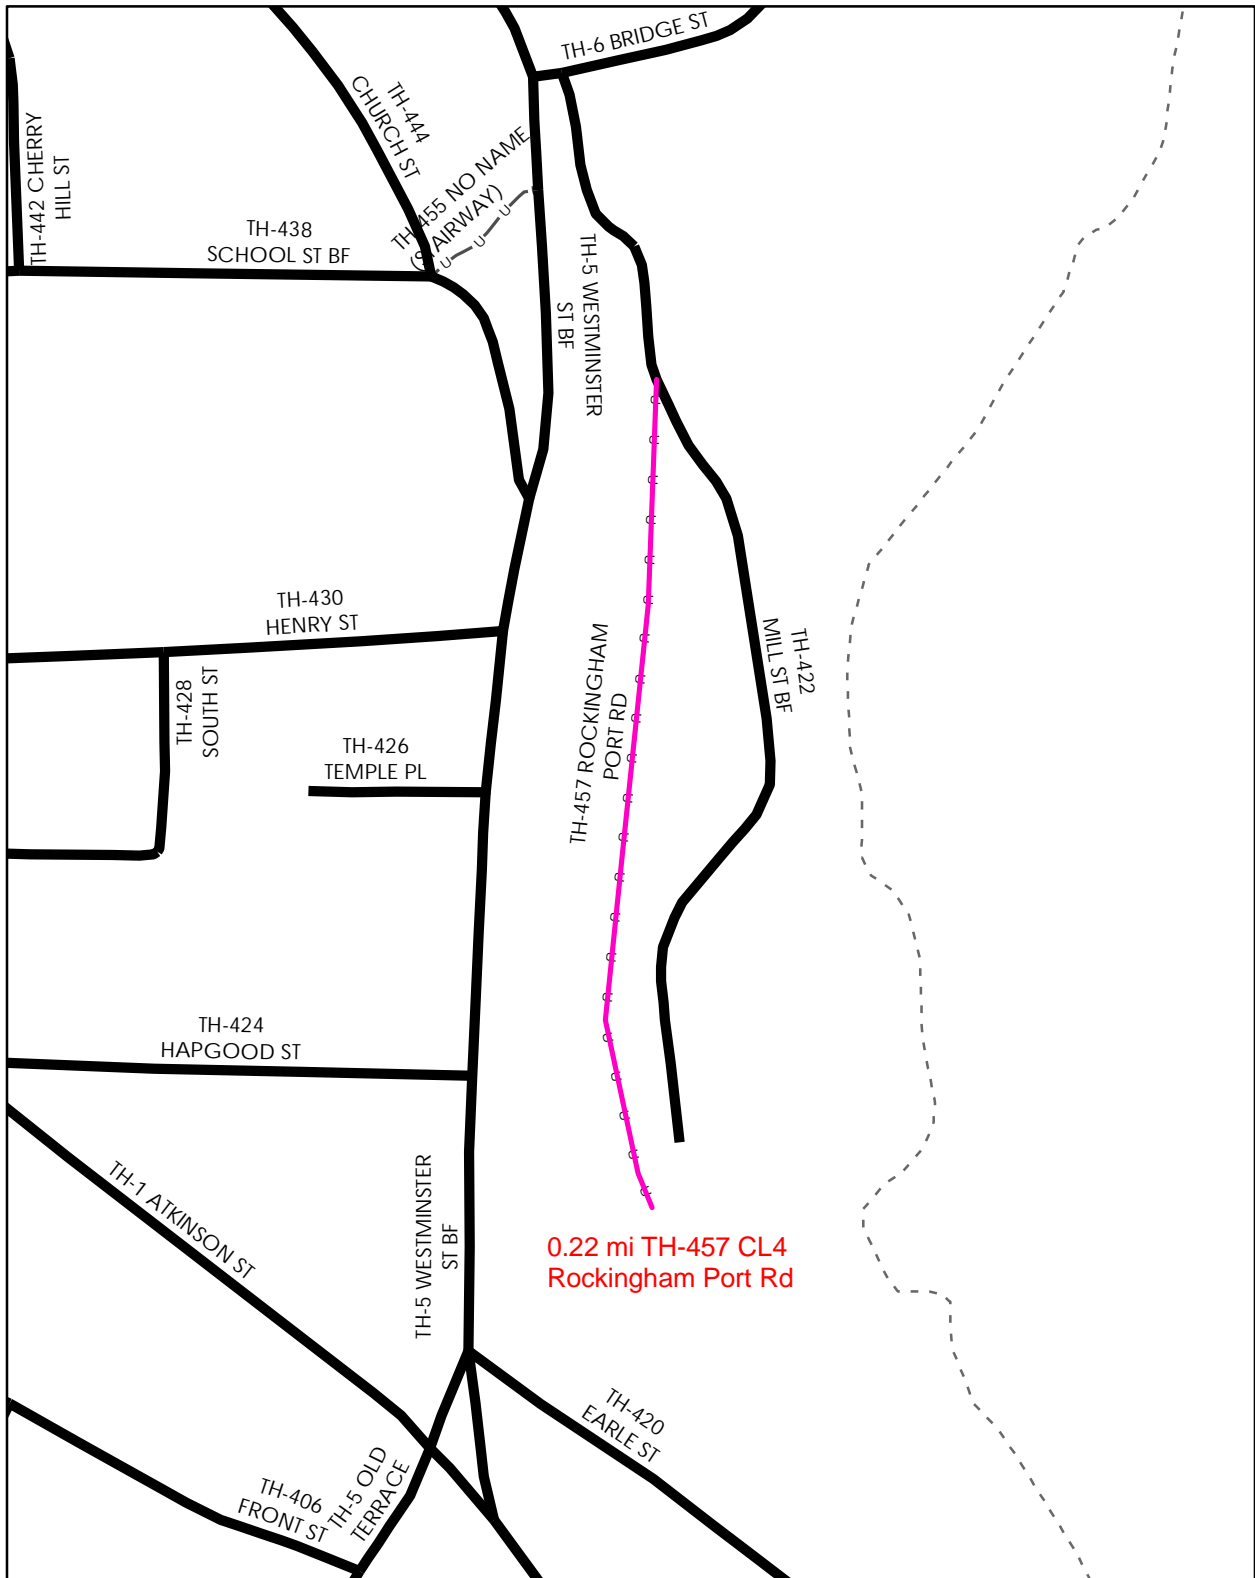 TH-6 BRIDGE ST
TH-444
CHURCH ST
TH-442 CHERRY
HILL ST
TH-455 NO NAME
(STAIRWAY)
TH-438
SCHOOL ST BF
TH-5 WESTMINSTER
ST BF
TH-430
HENRY ST
TH-428
SOUTH ST
TH-457 ROCKINGHAM
PORT RD
TH-422
MILL ST BF
TH-426
TEMPLE PL
TH-424
HAPGOOD ST
TH-1 ATKINSON ST
TH-5 WESTMINSTER
ST BF
0.22 mi TH-457 CL4
Rockingham Port Rd
TH-420
EARLE ST
TH-406
FRONT ST
TH-5 OLD
TERRACE